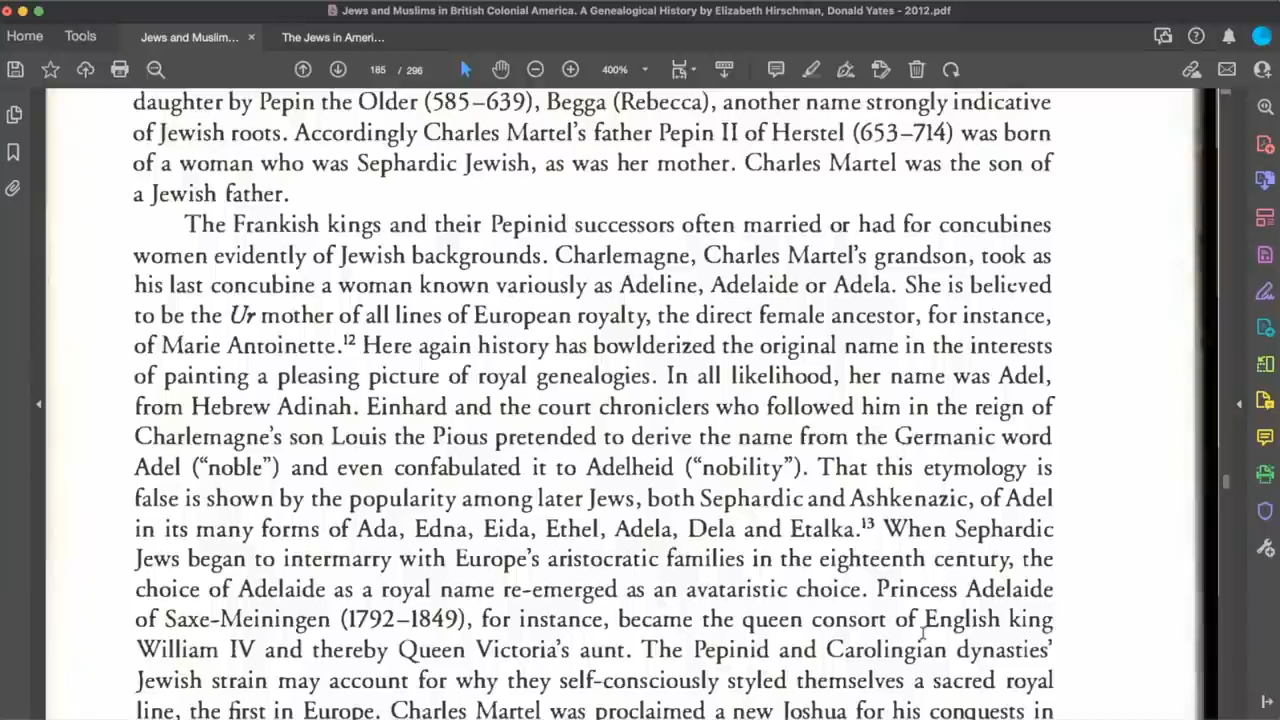 Jews and Muslims in British Colonial America. A Genealogical History by Elizabeth Hirschman, Donald Yates - 2012.pdf
Home Tools Jews and Muslim... × The Jews in Ameri...
185 / 296 400%
daughter by Pepin the Older (585–639), Begga (Rebecca), another name strongly indicative
of Jewish roots. Accordingly Charles Martel's father Pepin II of Herstel (653–714) was born
of a woman who was Sephardic Jewish, as was her mother. Charles Martel was the son of
a Jewish father.
The Frankish kings and their Pepinid successors often married or had for concubines
women evidently of Jewish backgrounds. Charlemagne, Charles Martel's grandson, took as
his last concubine a woman known variously as Adeline, Adelaide or Adela. She is believed
to be the Ur mother of all lines of European royalty, the direct female ancestor, for instance,
of Marie Antoinette.12 Here again history has bowlderized the original name in the interests
of painting a pleasing picture of royal genealogies. In all likelihood, her name was Adel,
from Hebrew Adinah. Einhard and the court chroniclers who followed him in the reign of
Charlemagne's son Louis the Pious pretended to derive the name from the Germanic word
Adel ("noble") and even confabulated it to Adelheid ("nobility"). That this etymology is
false is shown by the popularity among later Jews, both Sephardic and Ashkenazic, of Adel
in its many forms of Ada, Edna, Eida, Ethel, Adela, Dela and Etalka.13 When Sephardic
Jews began to intermarry with Europe's aristocratic families in the eighteenth century, the
choice of Adelaide as a royal name re-emerged as an avataristic choice. Princess Adelaide
of Saxe-Meiningen (1792–1849), for instance, became the queen consort of English king
William IV and thereby Queen Victoria's aunt. The Pepinid and Carolingian dynasties'
Jewish strain may account for why they self-consciously styled themselves a sacred royal
line, the first in Europe. Charles Martel was proclaimed a new Joshua for his conquests in